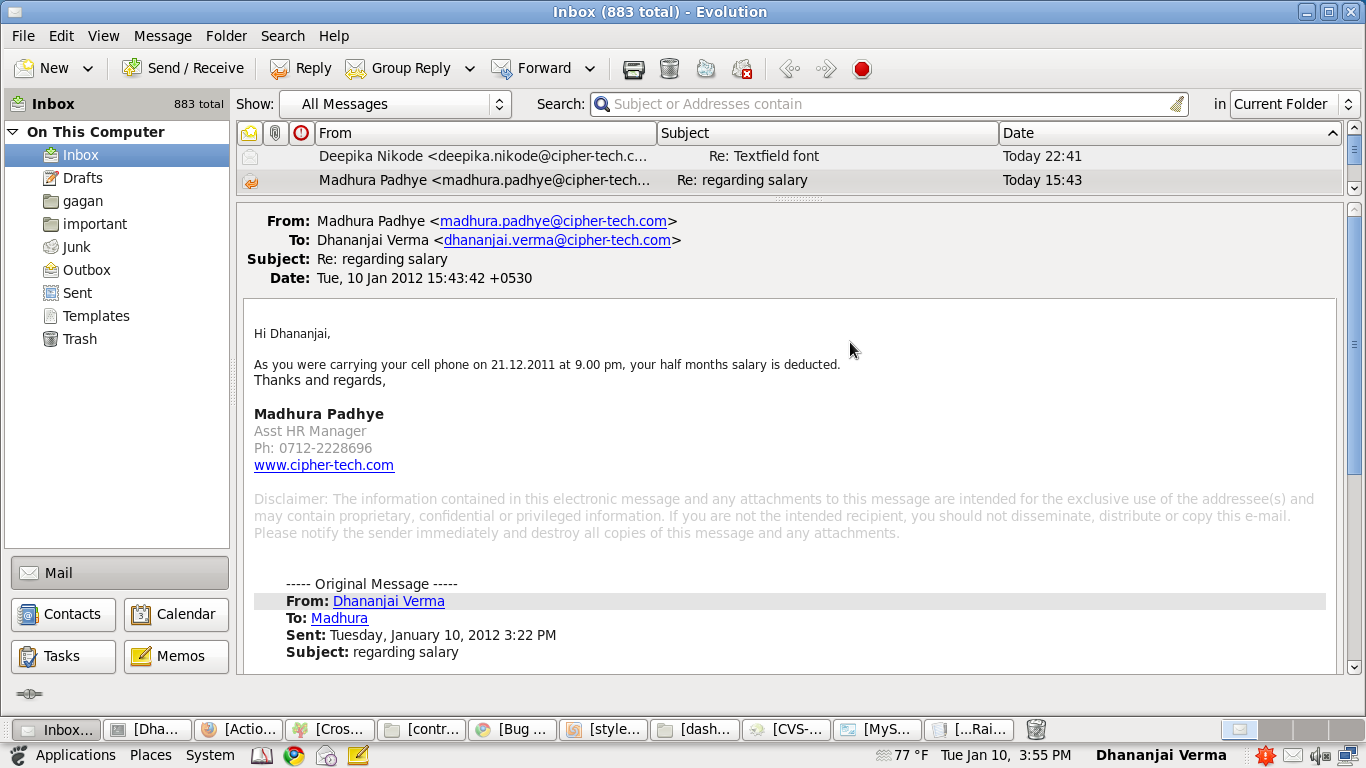 Inbox (883 total) - Evolution
File Edit View Message Folder Search Help
New Send / Receive Reply Group Reply Forward
Inbox 883 total
Show: All Messages Search: Subject or Addresses contain in Current Folder
On This Computer
Inbox
Drafts
gagan
important
Junk
Outbox
Sent
Templates
Trash
From Subject Date
Deepika Nikode <deepika.nikode@cipher-tech.c... Re: Textfield font Today 22:41
Madhura Padhye <madhura.padhye@cipher-tech... Re: regarding salary Today 15:43
From: Madhura Padhye <madhura.padhye@cipher-tech.com>
To: Dhananjai Verma <dhananjai.verma@cipher-tech.com>
Subject: Re: regarding salary
Date: Tue, 10 Jan 2012 15:43:42 +0530
Hi Dhananjai,
As you were carrying your cell phone on 21.12.2011 at 9.00 pm, your half months salary is deducted.
Thanks and regards,
Madhura Padhye
Asst HR Manager
Ph: 0712-2228696
www.cipher-tech.com
Disclaimer: The information contained in this electronic message and any attachments to this message are intended for the exclusive use of the addressee(s) and
may contain proprietary, confidential or privileged information. If you are not the intended recipient, you should not disseminate, distribute or copy this e-mail.
Please notify the sender immediately and destroy all copies of this message and any attachments.
----- Original Message -----
From: Dhananjai Verma
To: Madhura
Sent: Tuesday, January 10, 2012 3:22 PM
Subject: regarding salary
Mail
Contacts Calendar
Tasks Memos
Inbox... [Dha... [Actio... [Cros... [contr... [Bug ... [style... [dash... [CVS-... [MyS... [...Rai...
Applications Places System 77 °F Tue Jan 10, 3:55 PM Dhananjai Verma